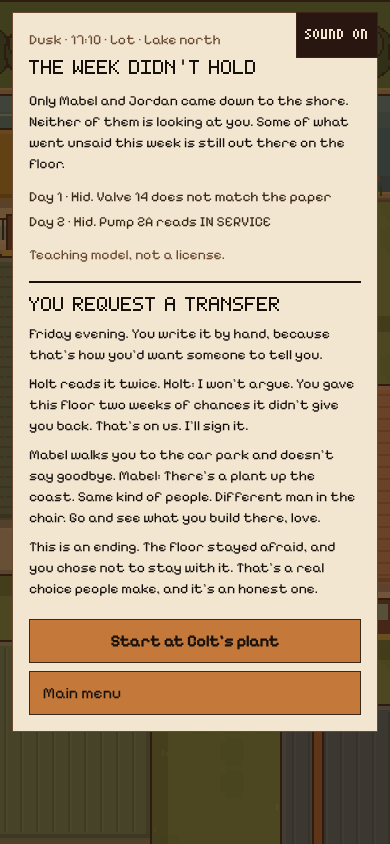 Dusk · 17:10 · Lot · Lake north
SOUND ON
THE WEEK DIDN'T HOLD
Only Mabel and Jordan came down to the shore.
Neither of them is looking at you. Some of what
went unsaid this week is still out there on the
floor.
Day 1 · Hid. Valve 14 does not match the paper
Day 2 · Hid. Pump 2A reads IN SERVICE
Teaching model, not a license.
YOU REQUEST A TRANSFER
Friday evening. You write it by hand, because
that's how you'd want someone to tell you.
Holt reads it twice. Holt: I won't argue. You gave
this floor two weeks of chances it didn't give
you back. That's on us. I'll sign it.
Mabel walks you to the car park and doesn't
say goodbye. Mabel: There's a plant up the
coast. Same kind of people. Different man in the
chair. Go and see what you build there, love.
This is an ending. The floor stayed afraid, and
you chose not to stay with it. That's a real
choice people make, and it's an honest one.
Start at Colt's plant
Main menu